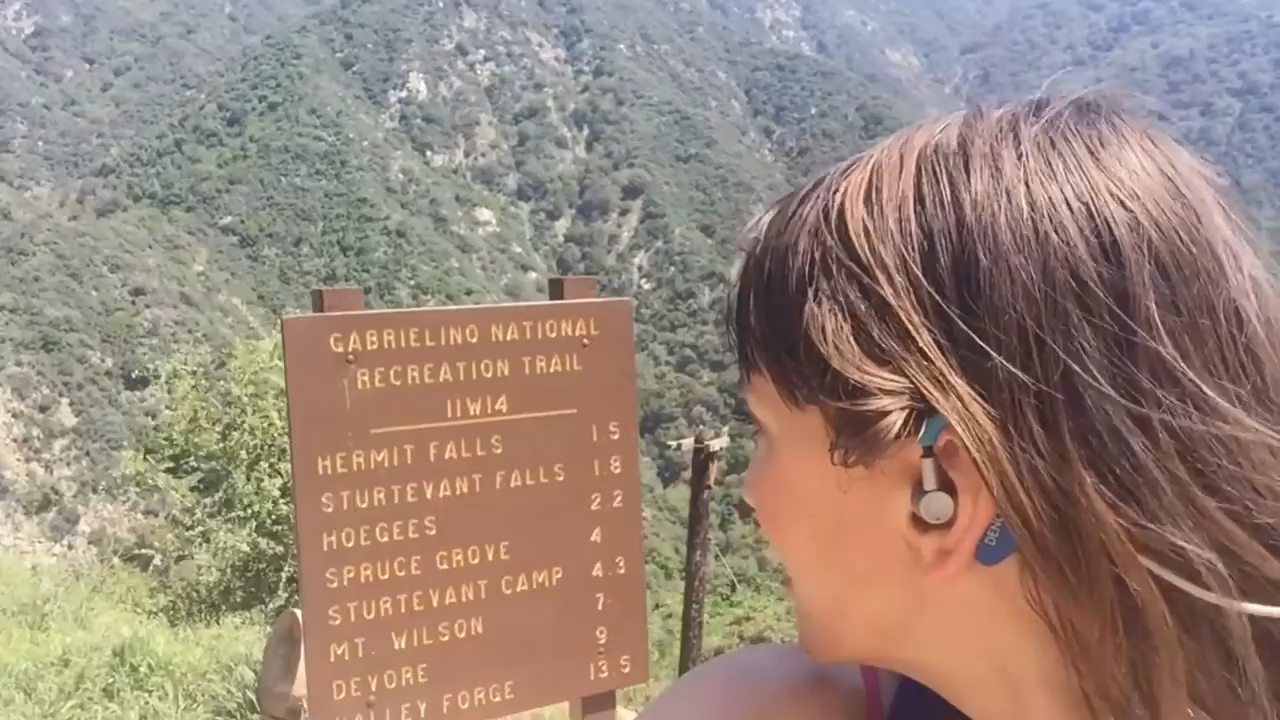 GABRIELINO NATIONAL
RECREATION TRAIL
11W14
HERMIT FALLS 1.5
STURTEVANT FALLS 1.8
HOEGEES 2.2
SPRUCE GROVE 4
STURTEVANT CAMP 4.3
MT. WILSON 7
DEVORE 9
VALLEY FORGE 13.5